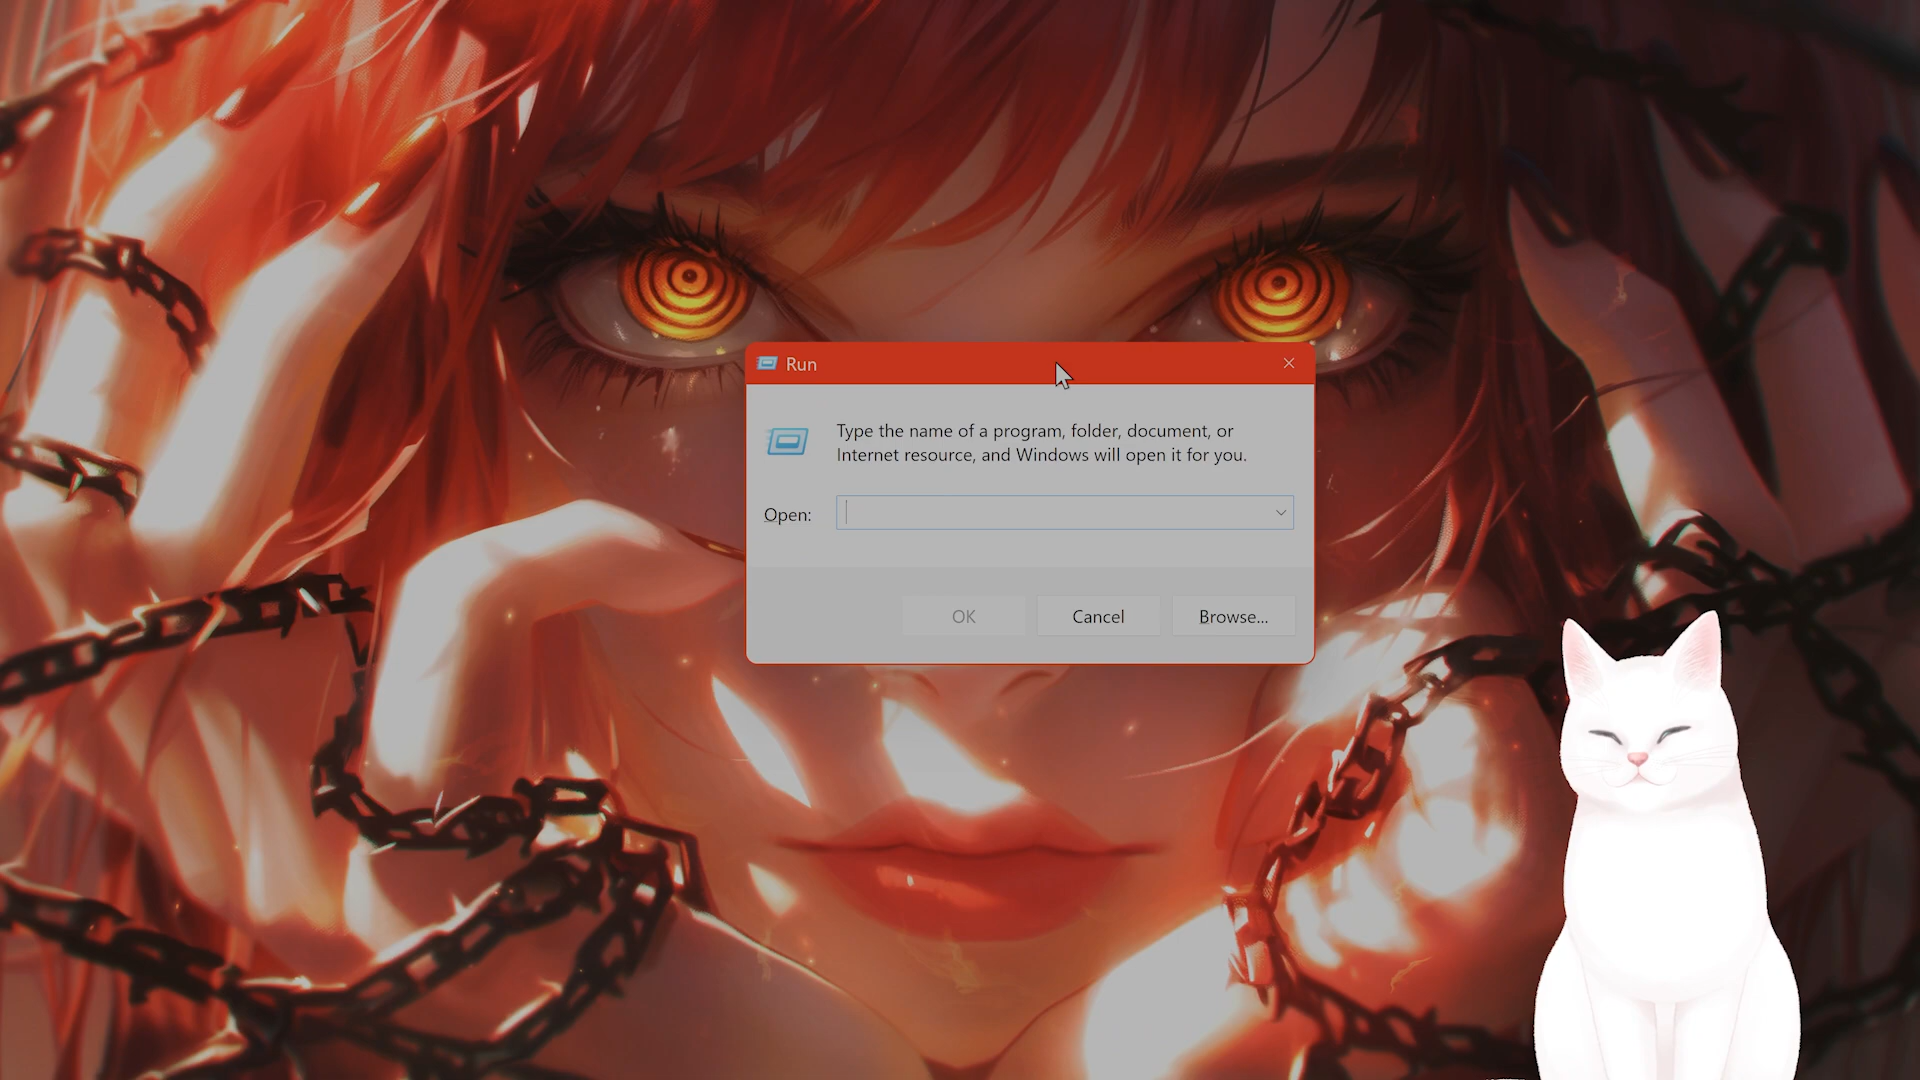 Run
Type the name of a program, folder, document, or
Internet resource, and Windows will open it for you.
Open:
OK
Cancel
Browse...